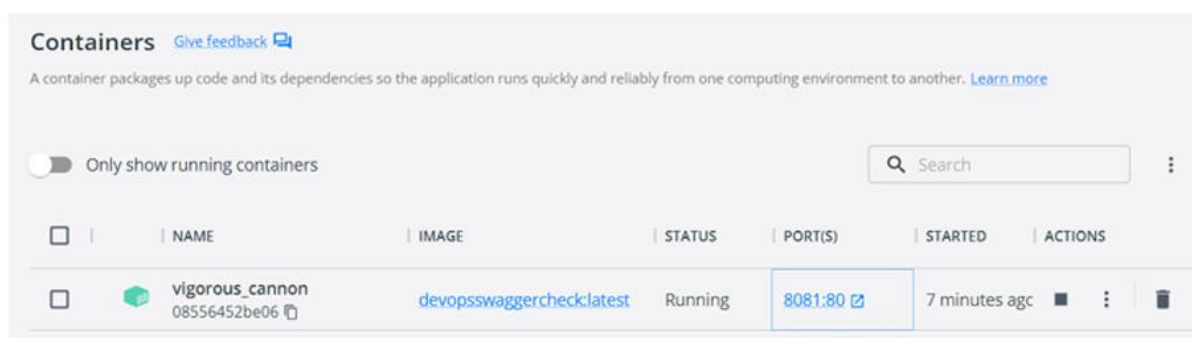 Containers Give feedback
A container packages up code and its dependencies so the application runs quickly and reliably from one computing environment to another. Learn more
Only show running containers
Search
NAME IMAGE STATUS PORT(S) STARTED ACTIONS
vigorous_cannon devopsswaggercheck:latest Running 8081:80 7 minutes agc
08556452be06